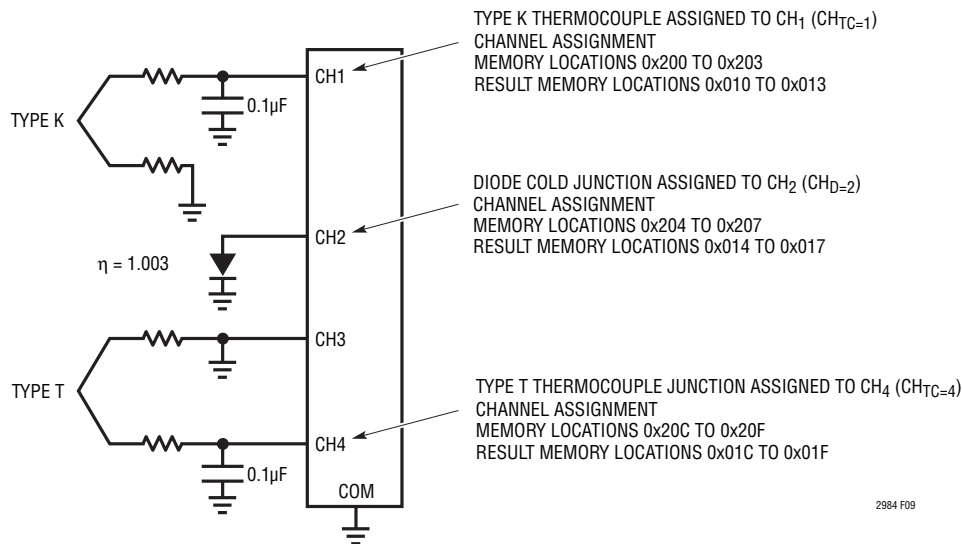 TYPE K THERMOCOUPLE ASSIGNED TO CH1 (CHTC=1)
CHANNEL ASSIGNMENT
MEMORY LOCATIONS 0x200 TO 0x203
RESULT MEMORY LOCATIONS 0x010 TO 0x013
CH1
0.1µF
TYPE K
DIODE COLD JUNCTION ASSIGNED TO CH2 (CHD=2)
CHANNEL ASSIGNMENT
MEMORY LOCATIONS 0x204 TO 0x207
RESULT MEMORY LOCATIONS 0x014 TO 0x017
CH2
η = 1.003
CH3
TYPE T
TYPE T THERMOCOUPLE JUNCTION ASSIGNED TO CH4 (CHTC=4)
CHANNEL ASSIGNMENT
MEMORY LOCATIONS 0x20C TO 0x20F
RESULT MEMORY LOCATIONS 0x01C TO 0x01F
CH4
0.1µF
COM
2984 F09